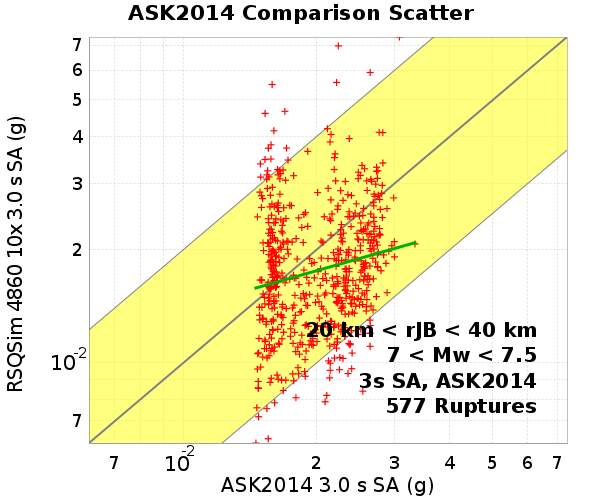 ASK2014 Comparison Scatter
RSQSim 4860 10x 3.0 s SA (g)
7
6
5
4
3
2
10-2
7
20 km < rJB < 40 km
7 < Mw < 7.5
3s SA, ASK2014
577 Ruptures
7 10-2 2 3 4 5 6 7
ASK2014 3.0 s SA (g)